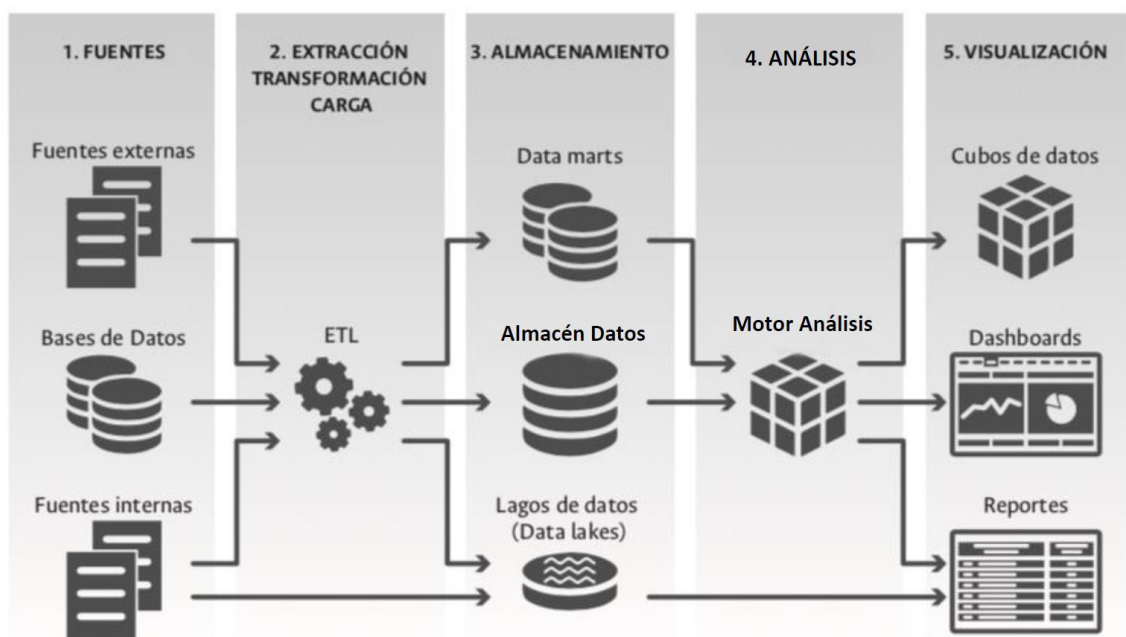 1. FUENTES
2. EXTRACCIÓN
TRANSFORMACIÓN
CARGA
3. ALMACENAMIENTO
4. ANÁLISIS
5. VISUALIZACIÓN
Fuentes externas
Data marts
Cubos de datos
Bases de Datos
ETL
Almacén Datos
Motor Análisis
Dashboards
Fuentes internas
Lagos de datos
(Data lakes)
Reportes